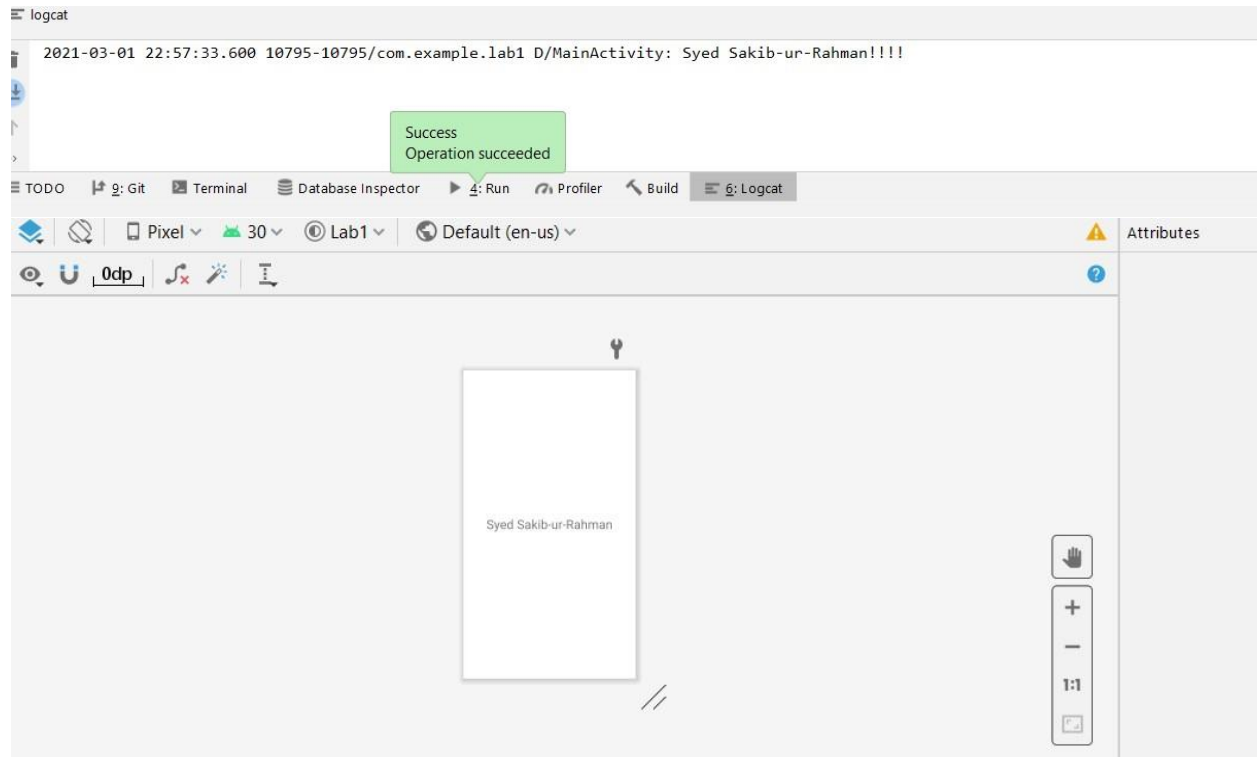 logcat
2021-03-01 22:57:33.600 10795-10795/com.example.lab1 D/MainActivity: Syed Sakib-ur-Rahman!!!!
Success
Operation succeeded
TODO 9: Git Terminal Database Inspector 4: Run Profiler Build 6: Logcat
Pixel 30 Lab1 Default (en-us) Attributes
0dp
Syed Sakib-ur-Rahman
1:1